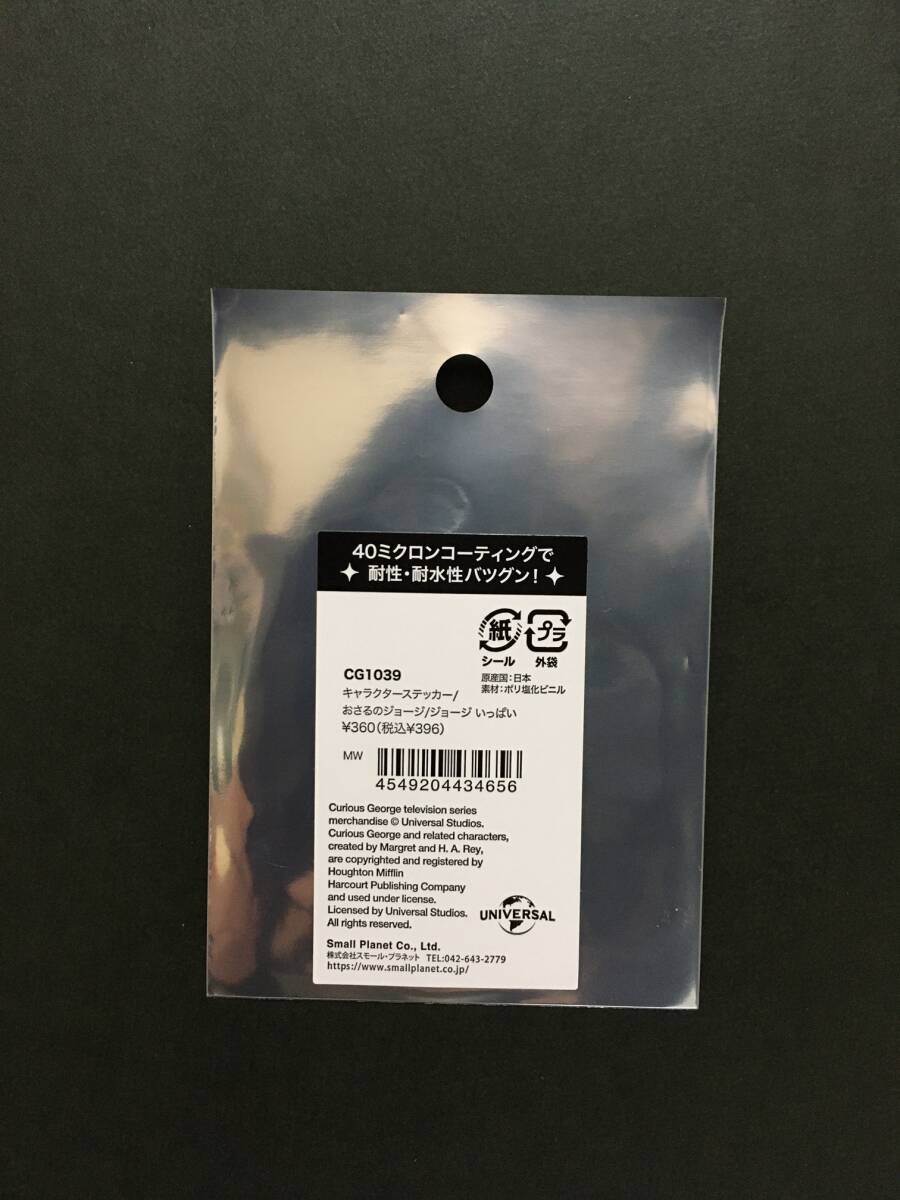 40ミクロンコーティングで
耐性・耐水性バツグン!
紙 プラ
シール 外袋
原産国:日本
素材:ポリ塩化ビニル
CG1039
キャラクターステッカー/
おさるのジョージ/ジョージ いっぱい
¥360(税込¥396)
MW
4549204434656
Curious George television series
merchandise © Universal Studios.
Curious George and related characters,
created by Margret and H. A. Rey,
are copyrighted and registered by
Houghton Mifflin
Harcourt Publishing Company
and used under license.
Licensed by Universal Studios.
All rights reserved.
UNIVERSAL
Small Planet Co., Ltd.
株式会社スモール・プラネット TEL:042-643-2779
https://www.smallplanet.co.jp/